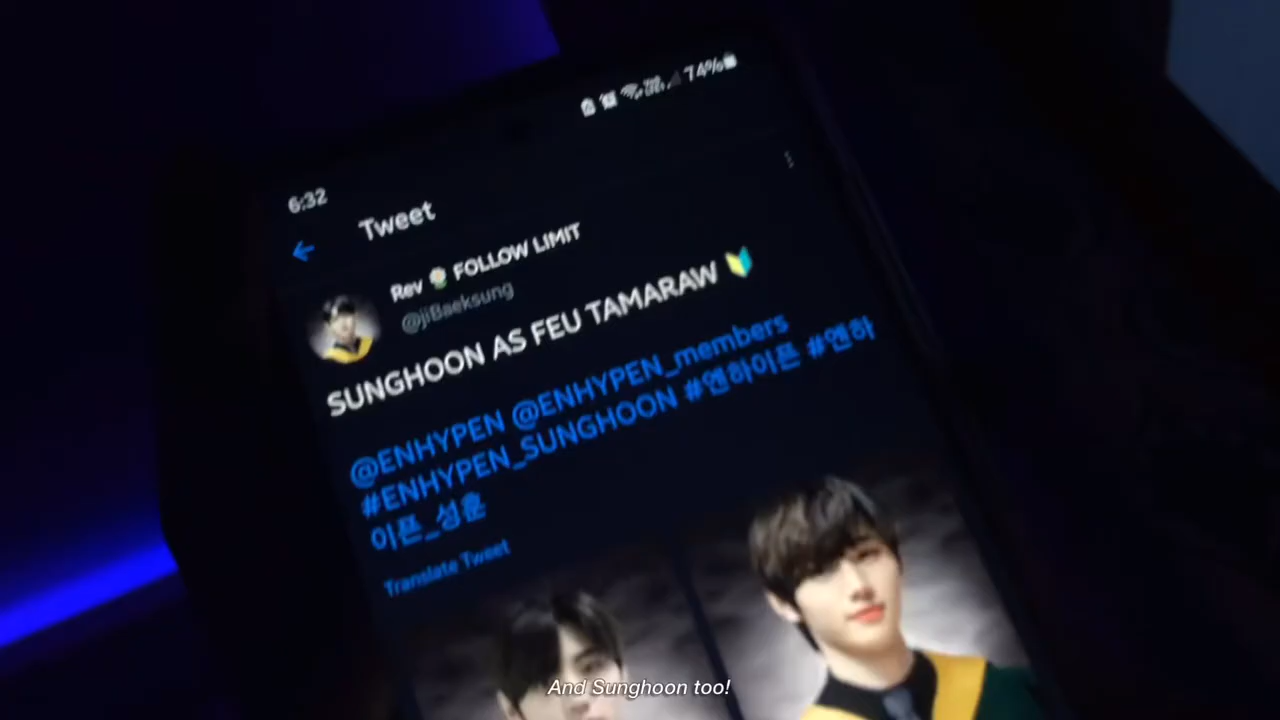 74%
6:32
Tweet
Rev 🌼 FOLLOW LIMIT
@jiBaeksung
SUNGHOON AS FEU TAMARAW 🔰
@ENHYPEN @ENHYPEN_members
#ENHYPEN_SUNGHOON #엔하이픈 #엔하
이픈_성훈
Translate Tweet
And Sunghoon too!